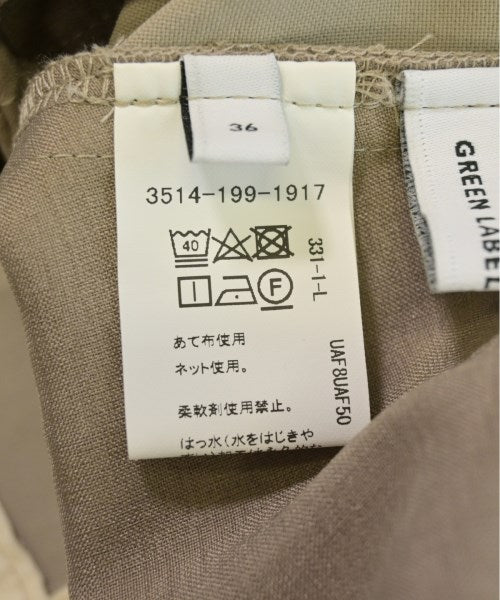 36
3514-199-1917
40
F
331-1-L
あて布使用
ネット使用。
柔軟剤使用禁止。
はっ水（水をはじきや
UAF8UAF50
GREEN LABEL